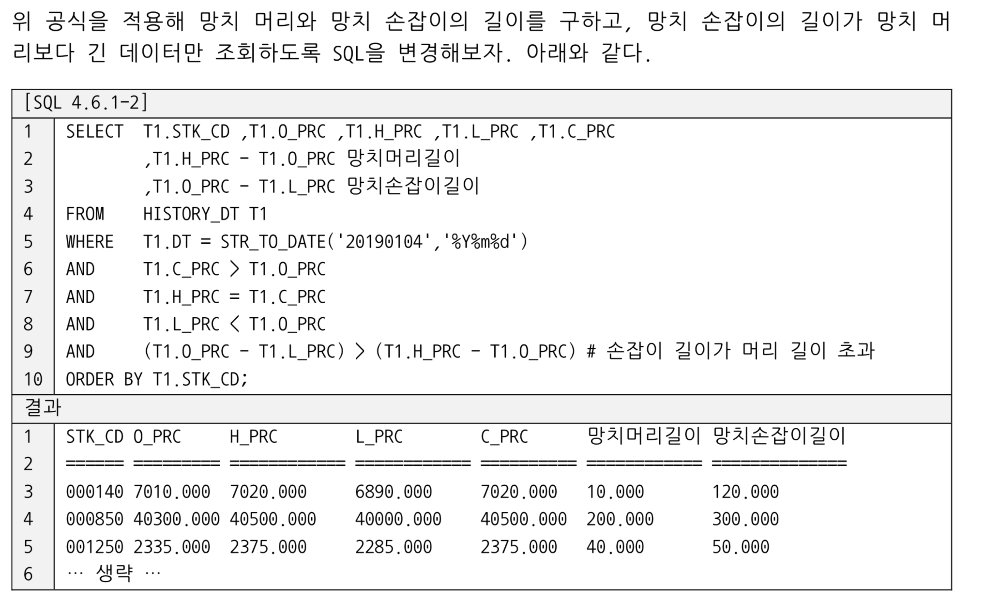 위 공식을 적용해 망치 머리와 망치 손잡이의 길이를 구하고, 망치 손잡이의 길이가 망치 머
리보다 긴 데이터만 조회하도록 SQL을 변경해보자. 아래와 같다.
[SQL 4.6.1-2]
1 SELECT  T1.STK_CD ,T1.O_PRC ,T1.H_PRC ,T1.L_PRC ,T1.C_PRC
2         ,T1.H_PRC - T1.O_PRC 망치머리길이
3         ,T1.O_PRC - T1.L_PRC 망치손잡이길이
4 FROM    HISTORY_DT T1
5 WHERE   T1.DT = STR_TO_DATE('20190104','%Y%m%d')
6 AND     T1.C_PRC > T1.O_PRC
7 AND     T1.H_PRC = T1.C_PRC
8 AND     T1.L_PRC < T1.O_PRC
9 AND     (T1.O_PRC - T1.L_PRC) > (T1.H_PRC - T1.O_PRC) # 손잡이 길이가 머리 길이 초과
10 ORDER BY T1.STK_CD;
결과
1 STK_CD O_PRC     H_PRC        L_PRC        C_PRC      망치머리길이 망치손잡이길이
2 ====== ========= ============ ============ ========== ============ ==============
3 000140 7010.000  7020.000     6890.000     7020.000   10.000       120.000
4 000850 40300.000 40500.000    40000.000    40500.000  200.000      300.000
5 001250 2335.000  2375.000     2285.000     2375.000   40.000       50.000
6 … 생략 …